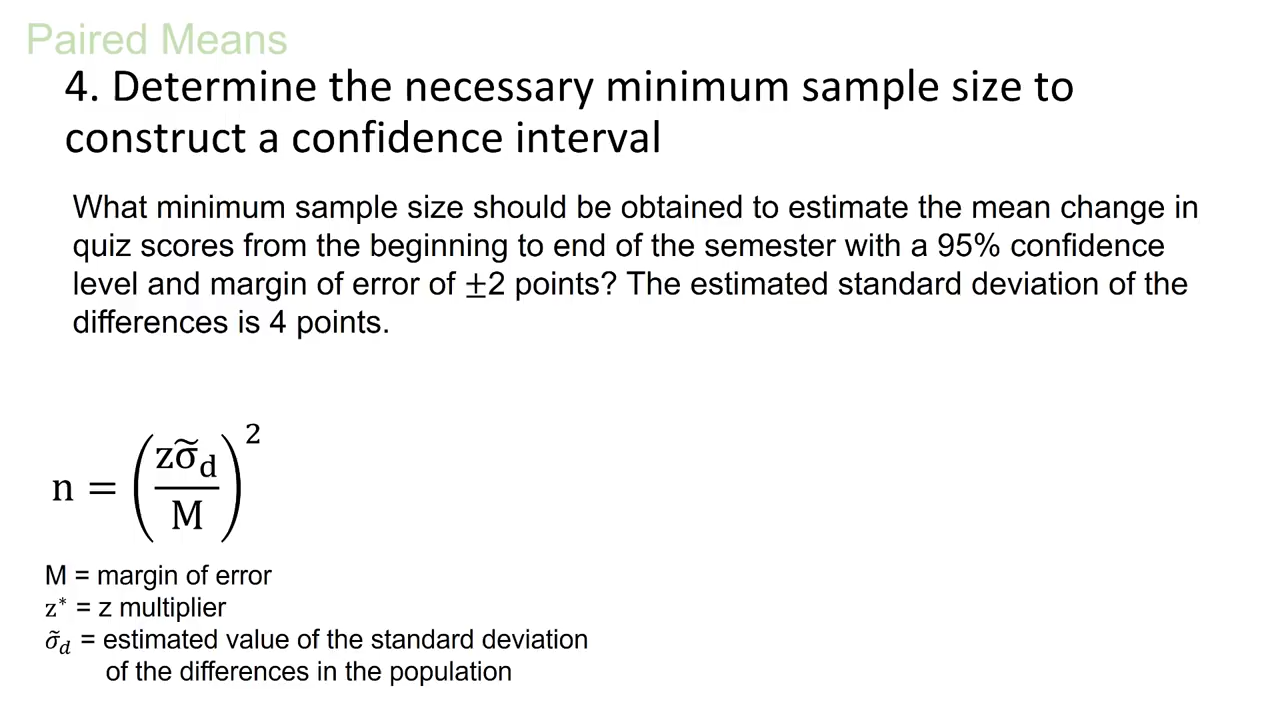 Paired Means
4. Determine the necessary minimum sample size to
construct a confidence interval
What minimum sample size should be obtained to estimate the mean change in
quiz scores from the beginning to end of the semester with a 95% confidence
level and margin of error of ±2 points? The estimated standard deviation of the
differences is 4 points.
n = (zσ̃d/M)²
M = margin of error
z* = z multiplier
σ̃d = estimated value of the standard deviation
of the differences in the population